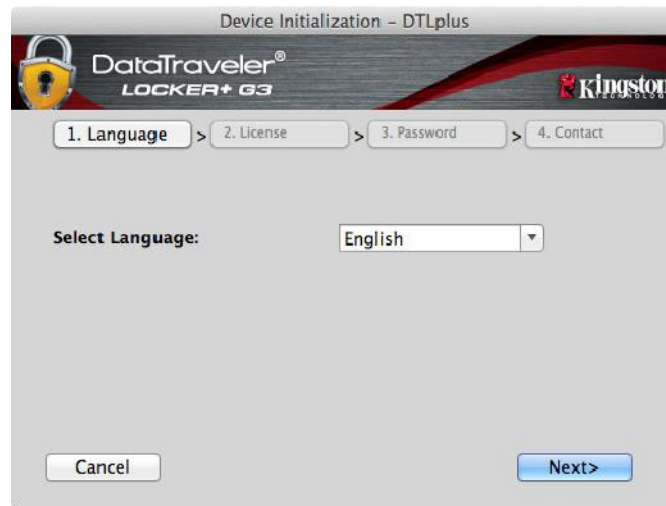 Device Initialization – DTLplus
DataTraveler®
LOCKER+ G3
Kingston
TECHNOLOGY
1. Language > 2. License > 3. Password > 4. Contact
Select Language: English
Cancel Next>